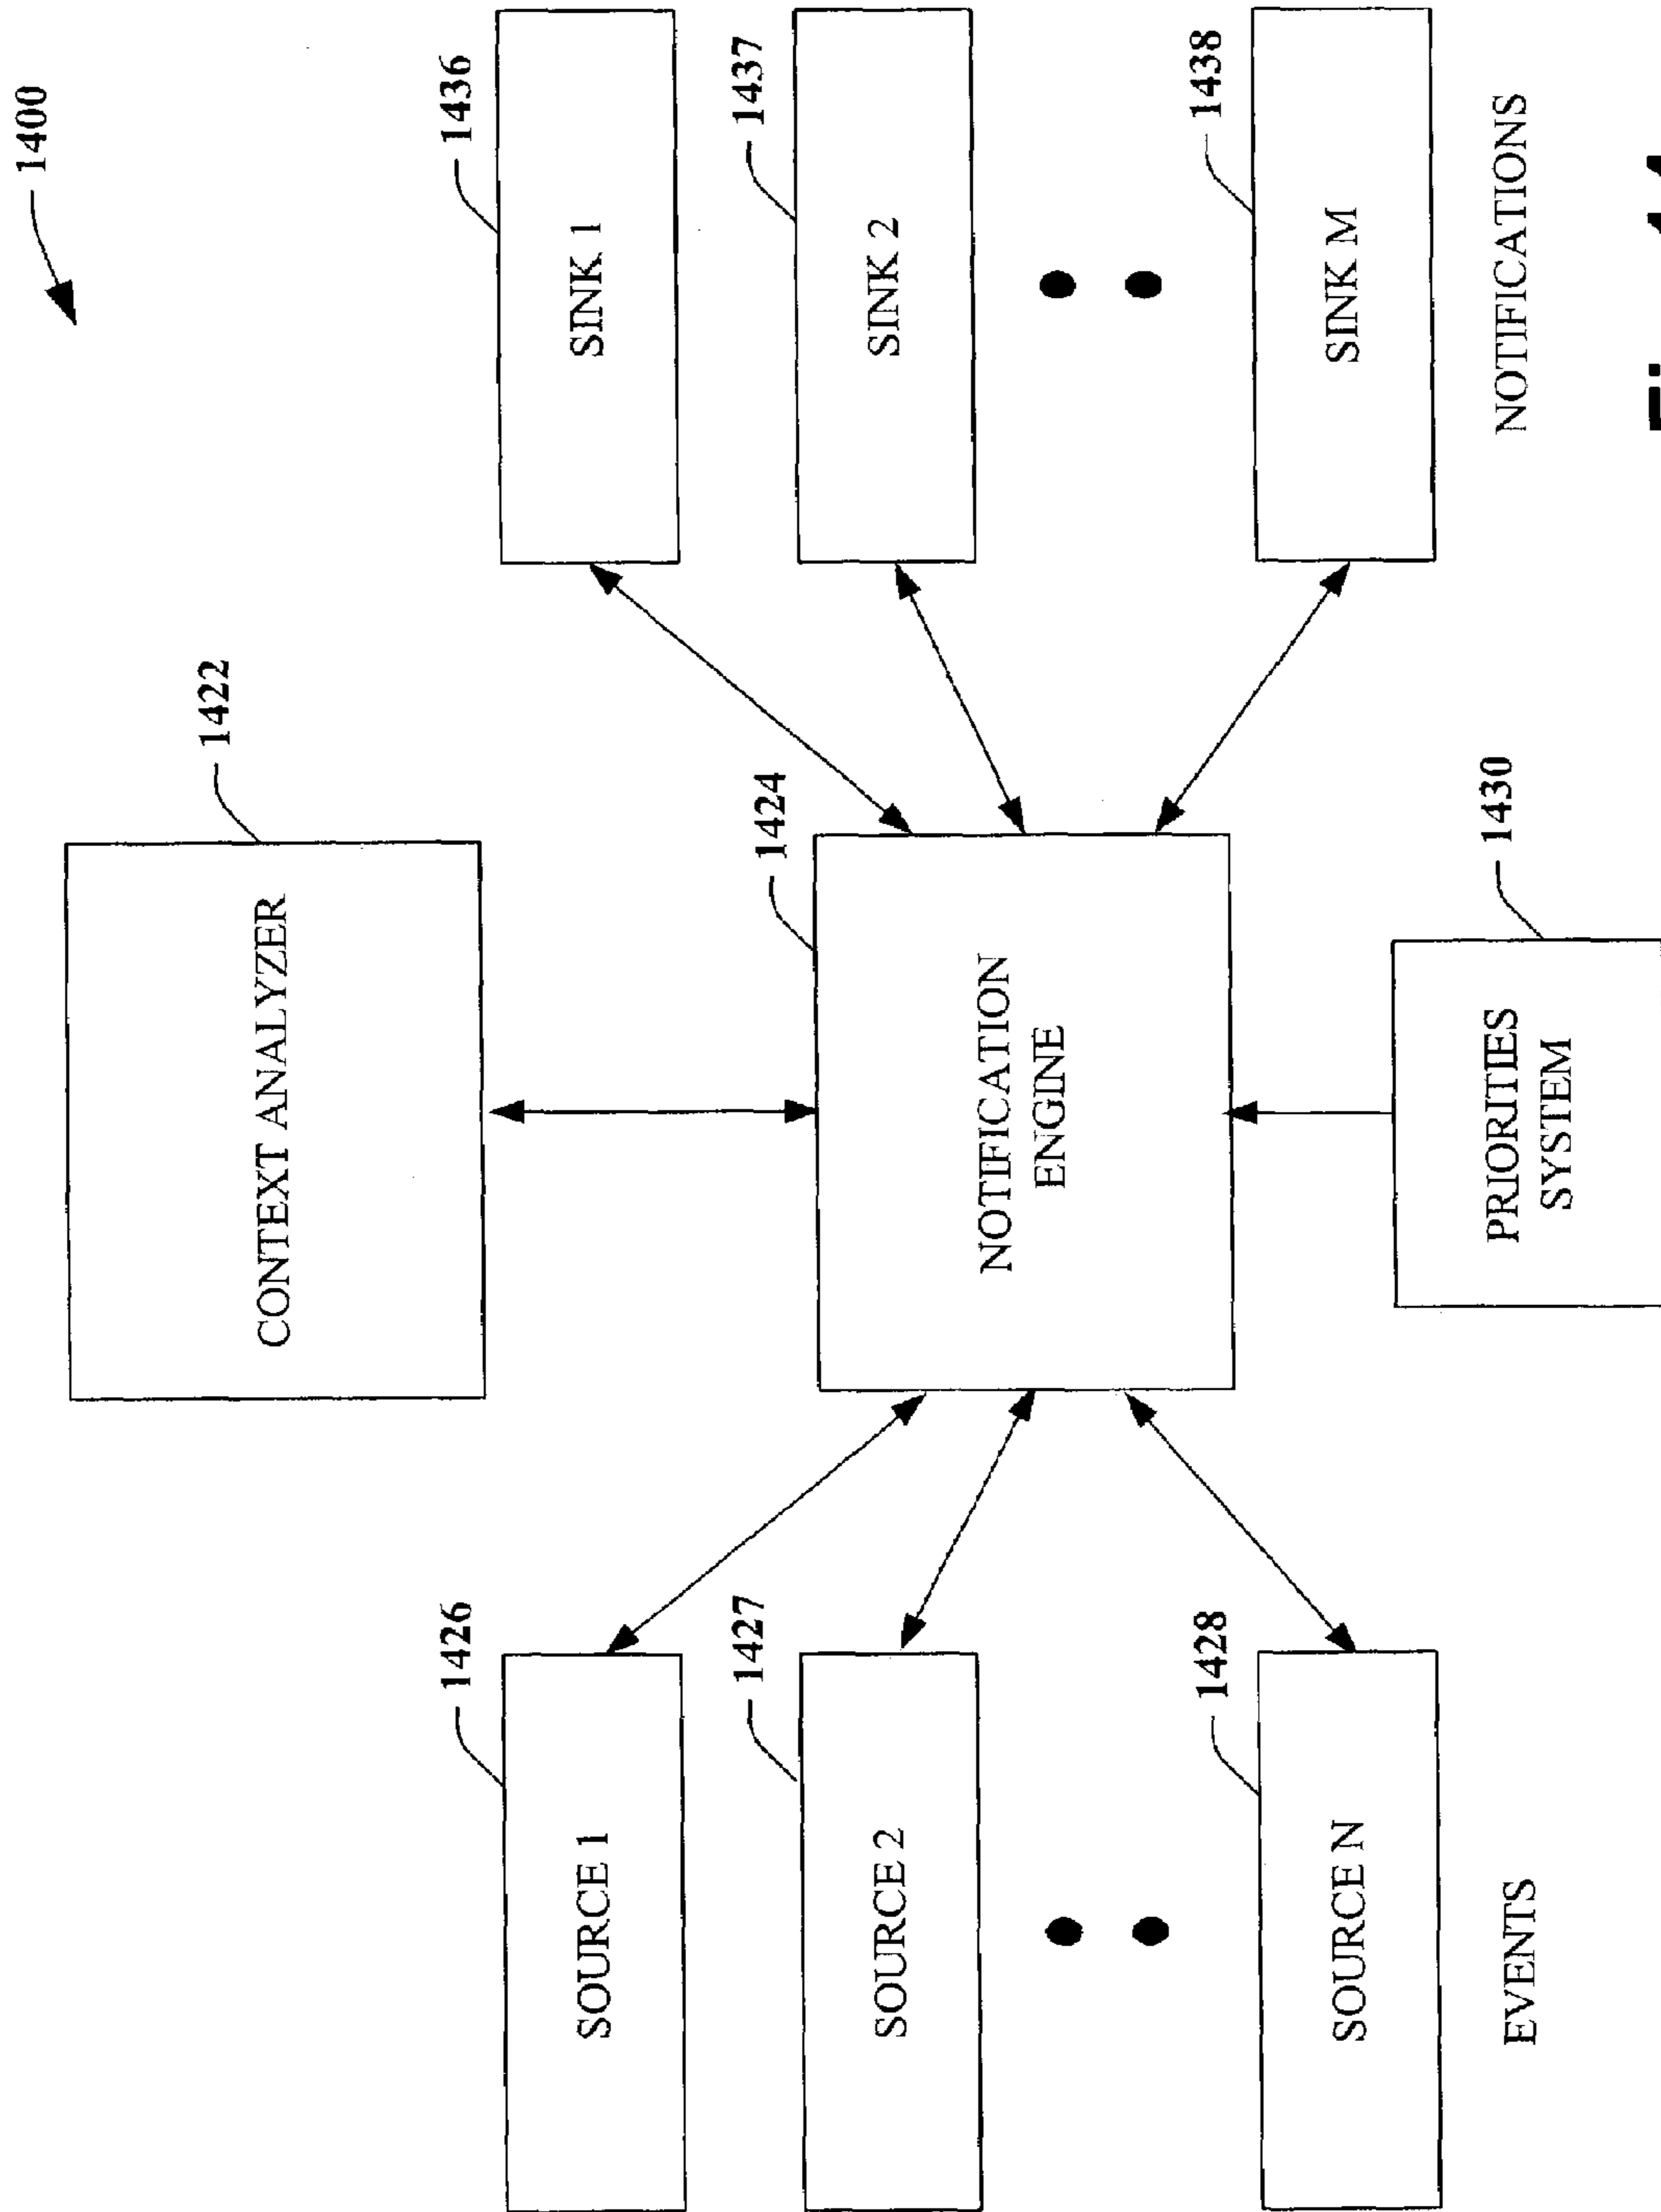 1400
1422
CONTEXT ANALYZER
1426
1436
SOURCE 1
SINK 1
1427
1424
1437
SOURCE 2
SINK 2
NOTIFICATION
ENGINE
1428
1438
SOURCE N
SINK M
1430
EVENTS
PRIORITIES
SYSTEM
NOTIFICATIONS